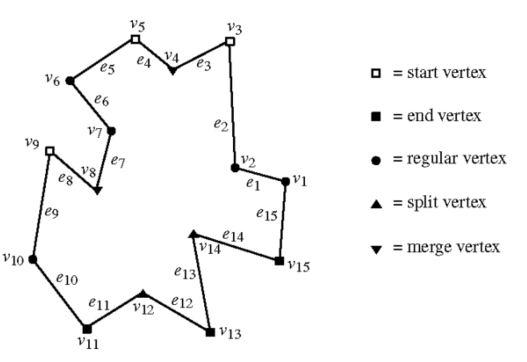 v5
v3
e5
e4
v4
e3
v6
e6
e2
v7
v9
e7
v8
e8
v2
v1
e1
e9
e15
v10
e14
v14
v15
e13
e10
e11
v12
e12
v13
v11
= start vertex
= end vertex
= regular vertex
= split vertex
= merge vertex